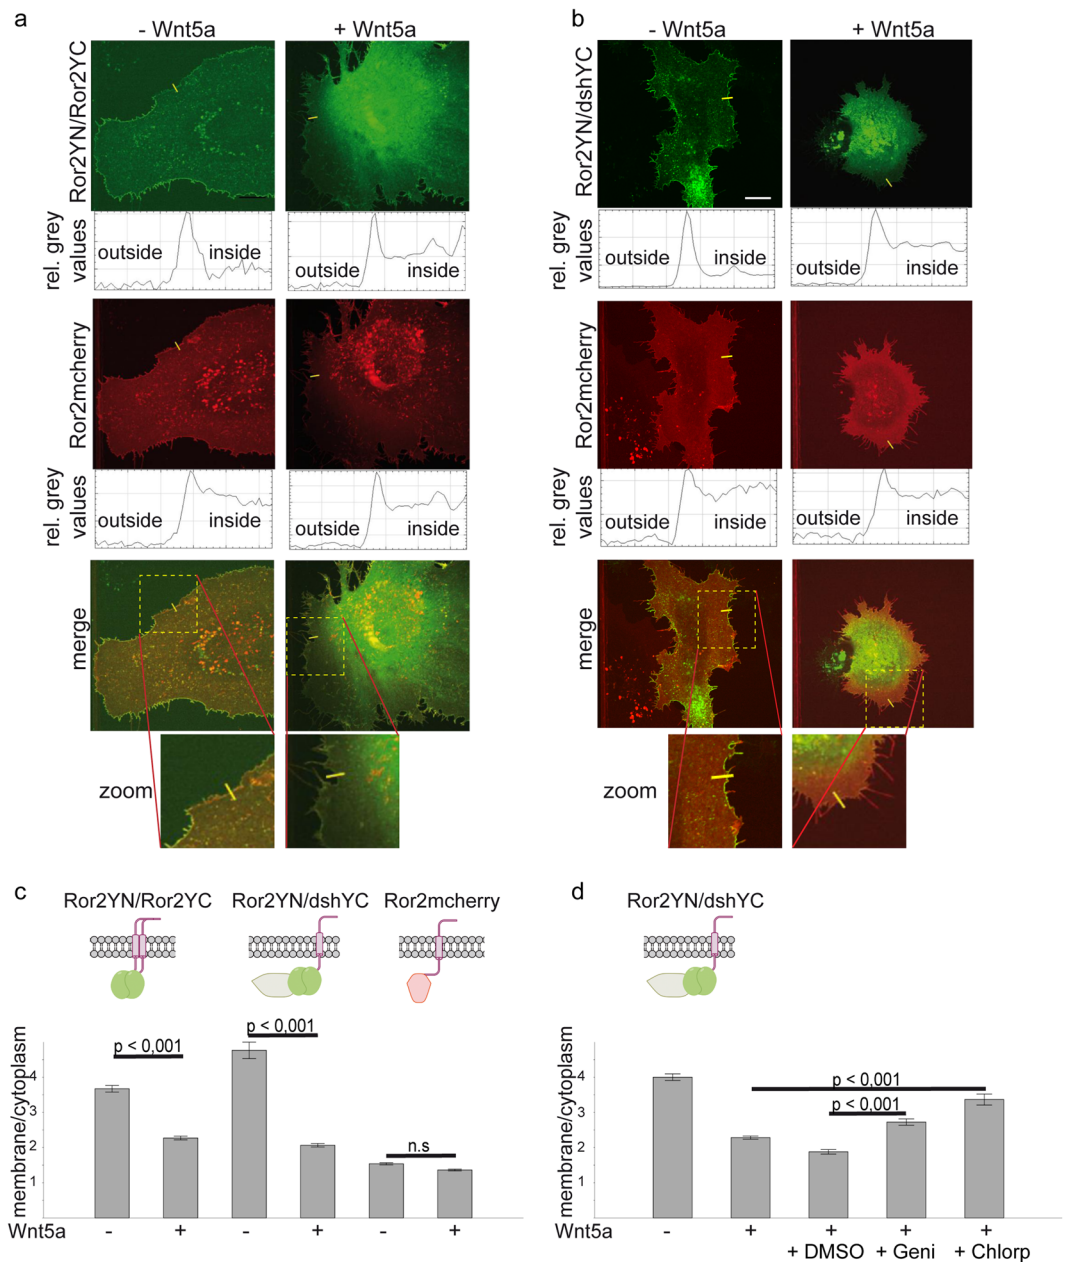 a
- Wnt5a
+ Wnt5a
Ror2YN/Ror2YC
rel. grey
values
outside
inside
outside
inside
Ror2mcherry
rel. grey
values
outside
inside
outside
inside
merge
zoom
b
- Wnt5a
+ Wnt5a
Ror2YN/dshYC
rel. grey
values
outside
inside
outside
inside
Ror2mcherry
rel. grey
values
outside
inside
outside
inside
merge
zoom
c
Ror2YN/Ror2YC
Ror2YN/dshYC
Ror2mcherry
membrane/cytoplasm
4
3
2
1
p < 0,001
p < 0,001
n.s
Wnt5a
-
+
-
+
-
+
d
Ror2YN/dshYC
membrane/cytoplasm
4
3
2
1
p < 0,001
p < 0,001
Wnt5a
-
+
+
+
+
+ DMSO
+ Geni
+ Chlorp